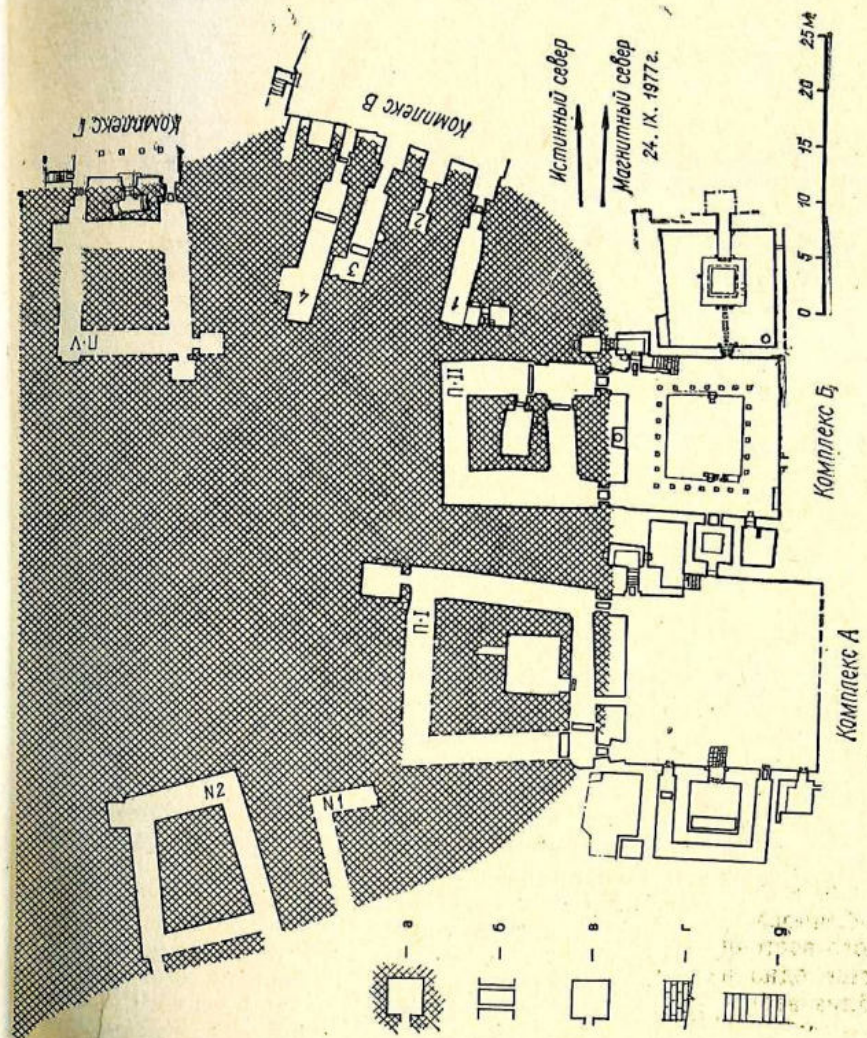 Комплекс Г
Комплекс В
Истинный север
Магнитный север
24. IX. 1977г.
0 5 10 15 20 25 м
П-V
4
3
2
1
П-II
П-I
N2
N1
Комплекс Б
Комплекс А
— а
— б
— в
— г
— д